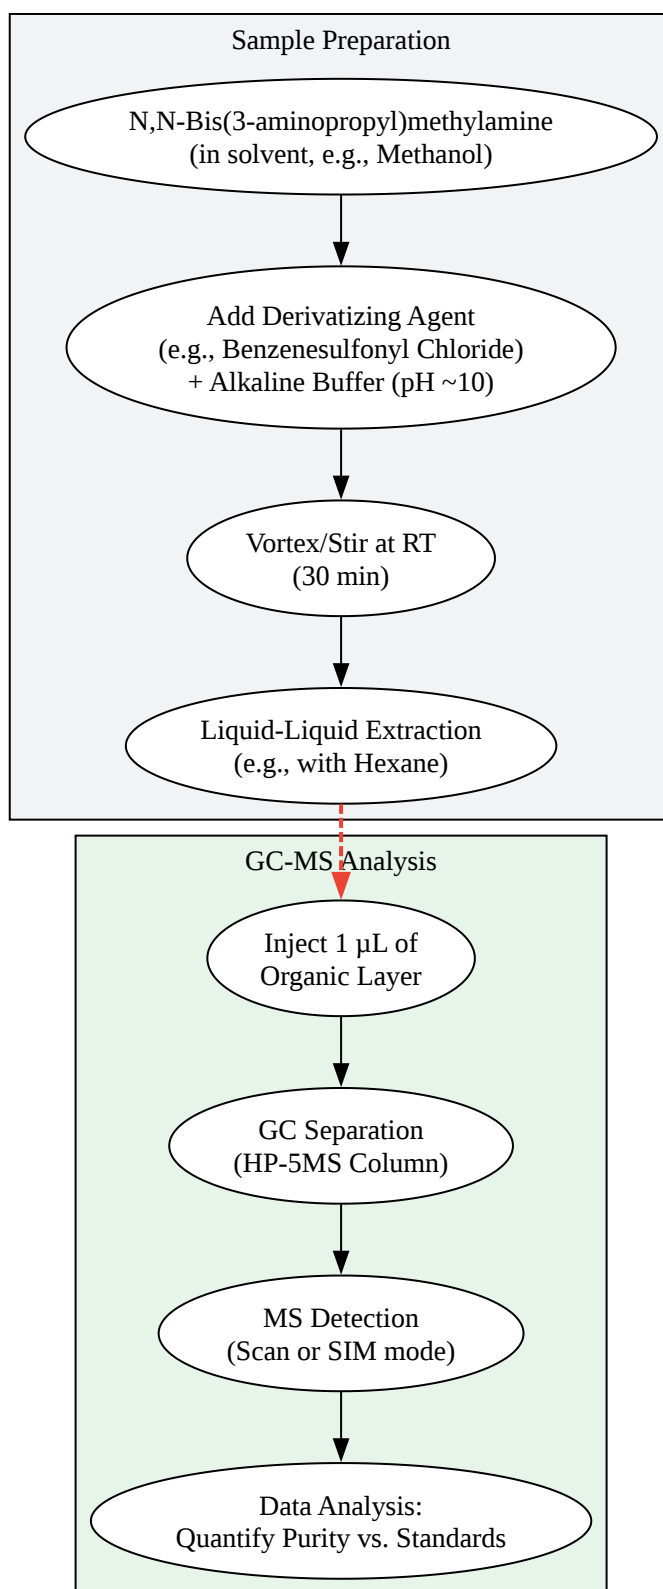 Sample Preparation
N,N-Bis(3-aminopropyl)methylamine
(in solvent, e.g., Methanol)
Add Derivatizing Agent
(e.g., Benzenesulfonyl Chloride)
+ Alkaline Buffer (pH ~10)
Vortex/Stir at RT
(30 min)
Liquid-Liquid Extraction
(e.g., with Hexane)
GC-MS Analysis
Inject 1 µL of
Organic Layer
GC Separation
(HP-5MS Column)
MS Detection
(Scan or SIM mode)
Data Analysis:
Quantify Purity vs. Standards